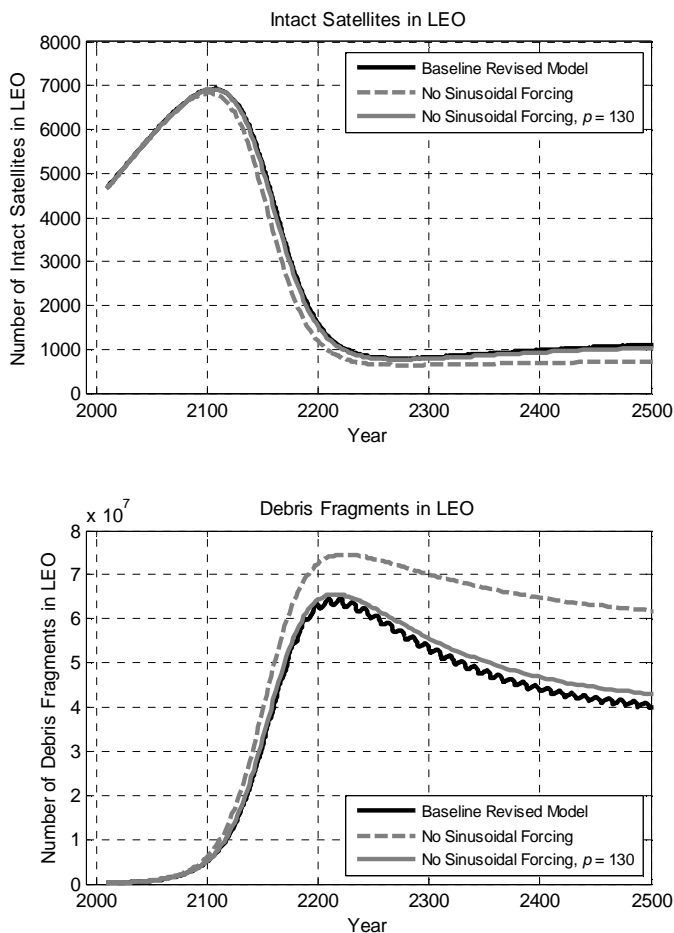 Intact Satellites in LEO
8000
7000
6000
5000
4000
3000
2000
1000
0
Number of Intact Satellites in LEO
Baseline Revised Model
No Sinusoidal Forcing
No Sinusoidal Forcing, p = 130
2000 2100 2200 2300 2400 2500
Year
Debris Fragments in LEO
x 10^7
8
7
6
5
4
3
2
1
0
Number of Debris Fragments in LEO
Baseline Revised Model
No Sinusoidal Forcing
No Sinusoidal Forcing, p = 130
2000 2100 2200 2300 2400 2500
Year